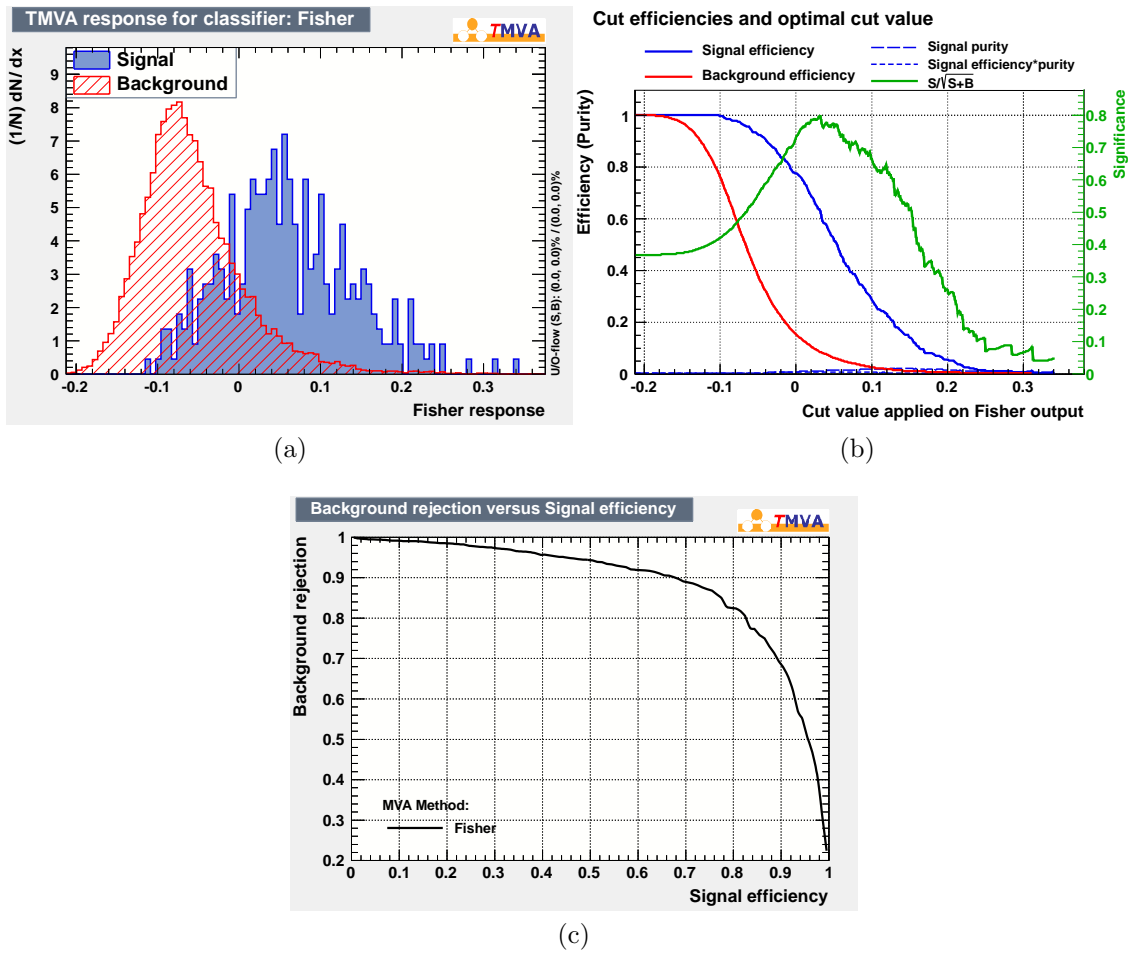 TMVA response for classifier: Fisher
TMVA
Signal
Background
(1/N) dN/ dx
9
8
7
6
5
4
3
2
1
0
-0.2 -0.1 0 0.1 0.2 0.3
Fisher response
U/O-flow (S,B): (0.0, 0.0)% / (0.0, 0.0)%
(a)
Cut efficiencies and optimal cut value
Signal efficiency
Background efficiency
Signal purity
Signal efficiency*purity
S/√S+B
Efficiency (Purity)
1
0.8
0.6
0.4
0.2
0
-0.2 -0.1 0 0.1 0.2 0.3
Cut value applied on Fisher output
0.8
0.7
0.6
0.5
0.4
0.3
0.2
0.1
0
Significance
(b)
Background rejection versus Signal efficiency
TMVA
Background rejection
1
0.9
0.8
0.7
0.6
0.5
0.4
0.3
0.2
MVA Method:
Fisher
0 0.1 0.2 0.3 0.4 0.5 0.6 0.7 0.8 0.9 1
Signal efficiency
(c)